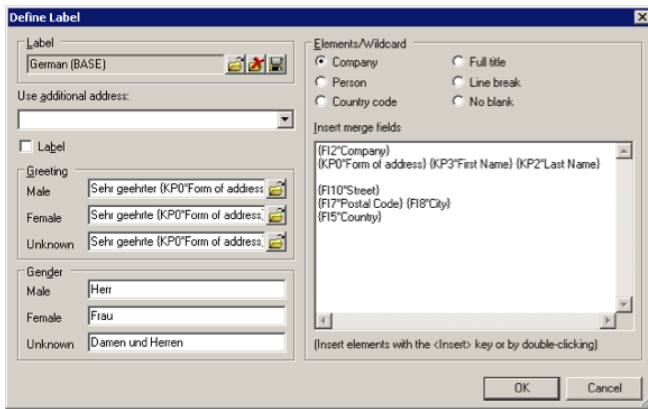 Define Label
Label
German (BASE)
Use additional address:
Label
Greeting
Male
Sehr geehrter {KP0"Form of address
Female
Sehr geehrte {KP0"Form of address
Unknown
Sehr geehrte {KP0"Form of address
Gender
Male
Herr
Female
Frau
Unknown
Damen und Herren
Elements/Wildcard
Company
Full title
Person
Line break
Country code
No blank
Insert merge fields
{FI2"Company}
{KP0"Form of address} {KP3"First Name} {KP2"Last Name}
{FI10"Street}
{FI7"Postal Code} {FI8"City}
{FI5"Country}
(Insert elements with the <Insert> key or by double-clicking)
OK
Cancel